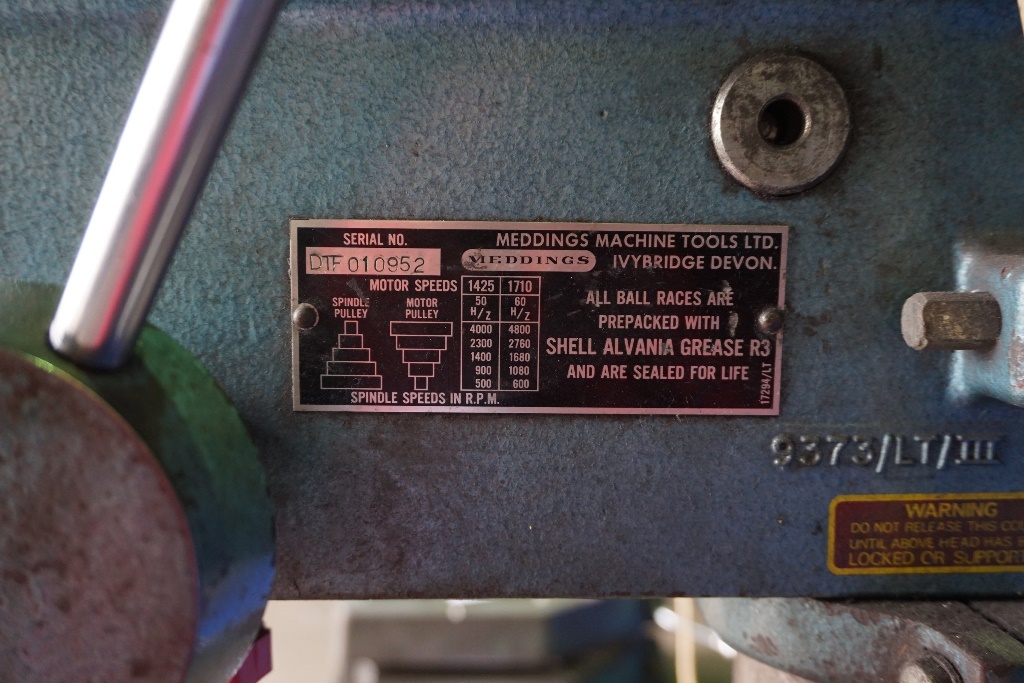 SERIAL NO.
DTF 010952
MEDDINGS MACHINE TOOLS LTD.
MEDDINGS
IVYBRIDGE DEVON.
MOTOR SPEEDS 1425 1710
SPINDLE PULLEY
MOTOR PULLEY
50 H/Z 60 H/Z
4000 4800
2300 2760
1400 1680
900 1080
500 600
SPINDLE SPEEDS IN R.P.M.
ALL BALL RACES ARE
PREPACKED WITH
SHELL ALVANIA GREASE R3
AND ARE SEALED FOR LIFE
17294/LT
9373/LT/III
WARNING
DO NOT RELEASE THIS
UNTIL ABOVE HEAD HAS
LOCKED OR